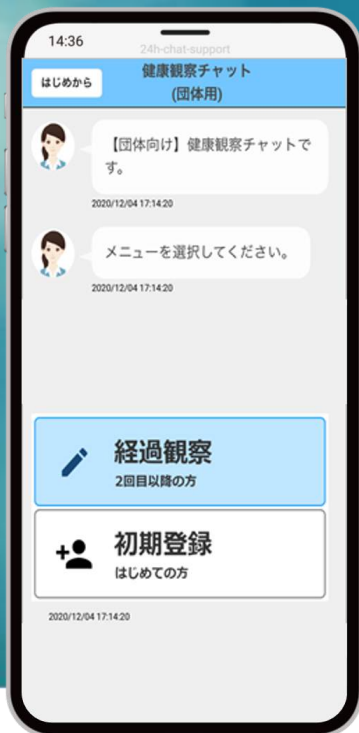 14:36
24h-chat-support
はじめから
健康観察チャット
(団体用)
【団体向け】健康観察チャットで
す。
2020/12/04 17:14:20
メニューを選択してください。
2020/12/04 17:14:20
経過観察
2回目以降の方
初期登録
はじめての方
2020/12/04 17:14:20